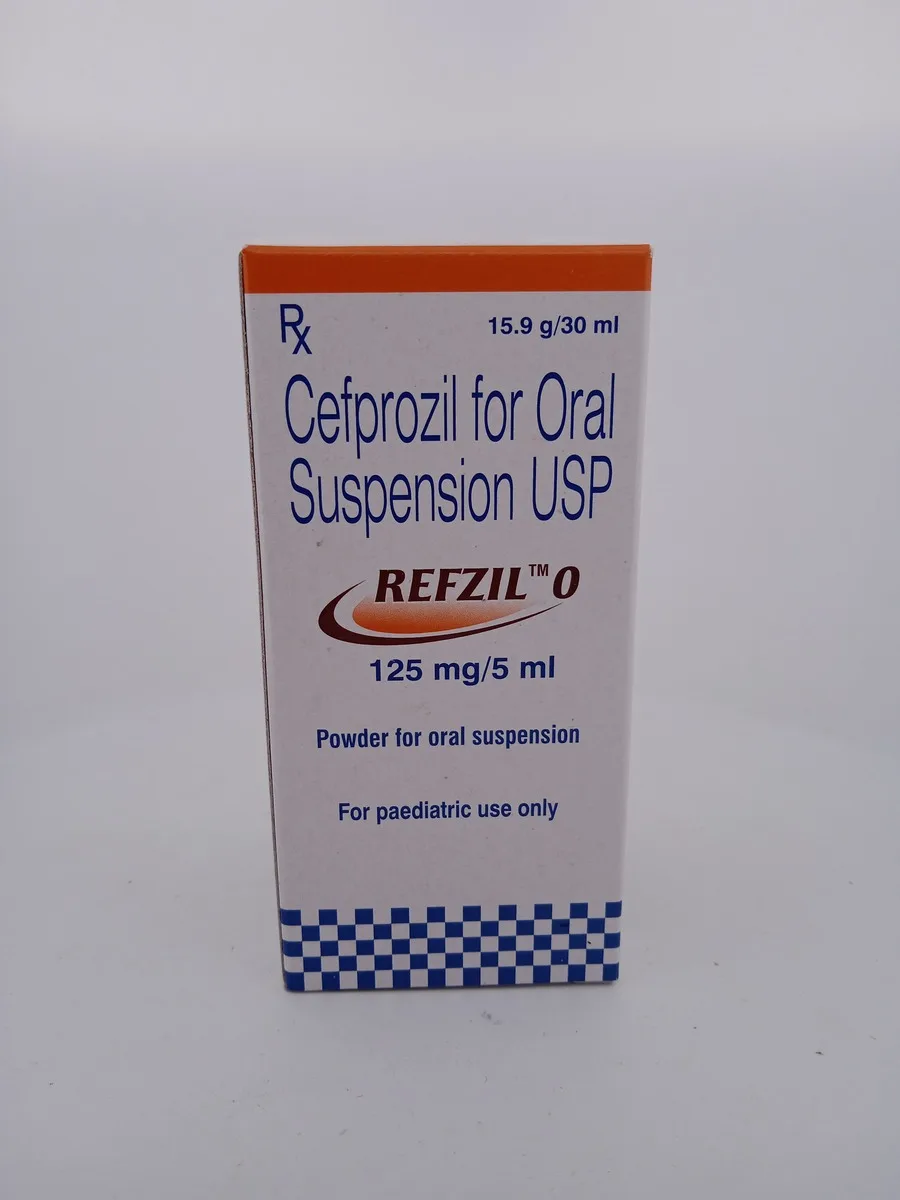 Rx
15.9 g/30 ml
Cefprozil for Oral
Suspension USP
REFZIL™ O
125 mg/5 ml
Powder for oral suspension
For paediatric use only